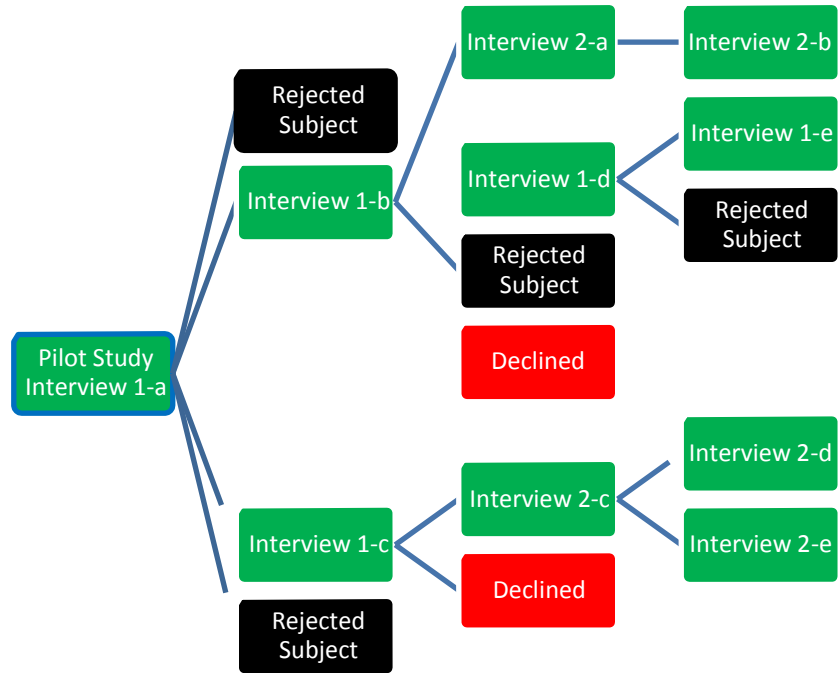 Pilot Study
Interview 1-a
Rejected
Subject
Interview 1-b
Interview 1-c
Rejected
Subject
Interview 2-a
Interview 1-d
Rejected
Subject
Declined
Interview 2-c
Declined
Interview 2-b
Interview 1-e
Rejected
Subject
Interview 2-d
Interview 2-e